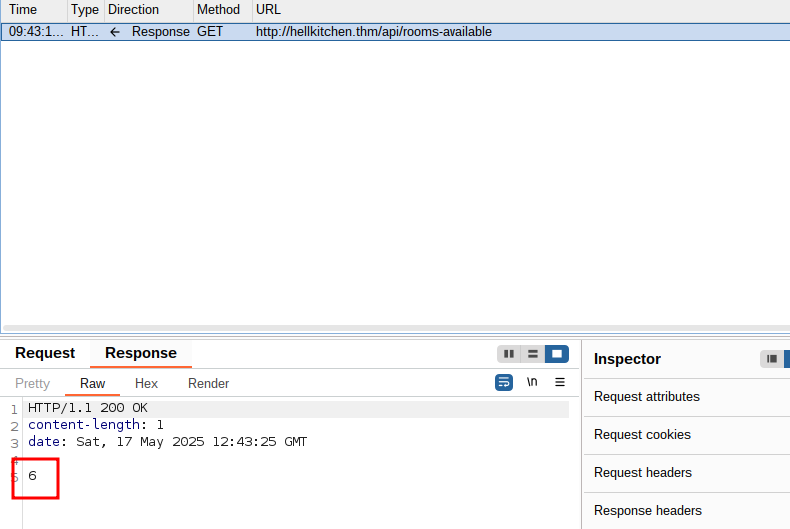 Time Type Direction Method URL
09:43:1... HT... ← Response GET http://hellkitchen.thm/api/rooms-available
Request Response
Pretty Raw Hex Render \n
1 HTTP/1.1 200 OK
2 content-length: 1
3 date: Sat, 17 May 2025 12:43:25 GMT
4
5 6
Inspector
Request attributes
Request cookies
Request headers
Response headers